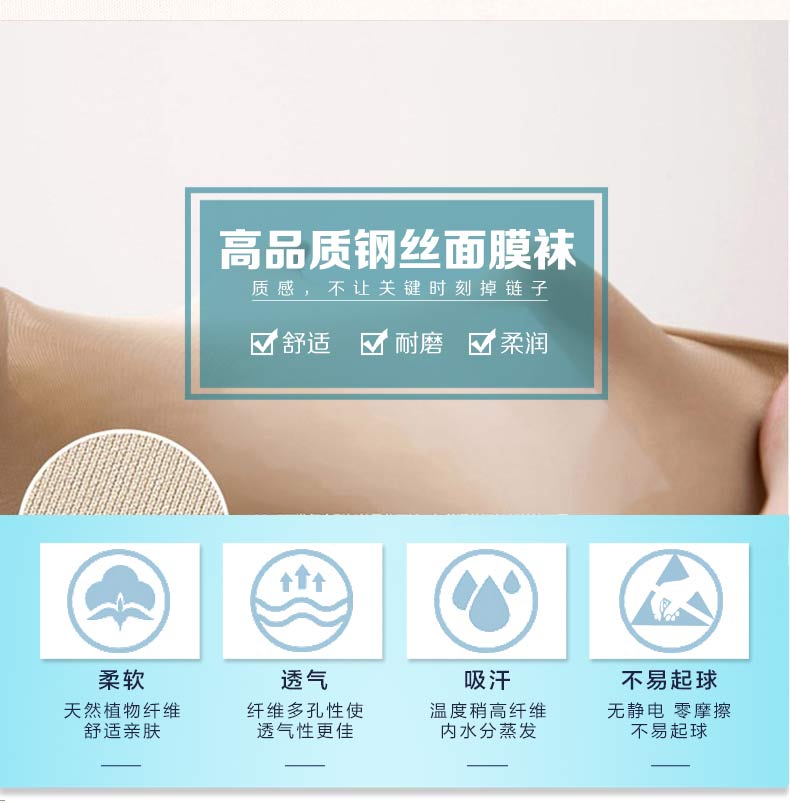 高品质钢丝面膜袜
质感，不让关键时刻掉链子
舒适 耐磨 柔润
柔软 透气 吸汗 不易起球
天然植物纤维 纤维多孔性使 温度稍高纤维 无静电 零摩擦
舒适亲肤 透气性更佳 内水分蒸发 不易起球